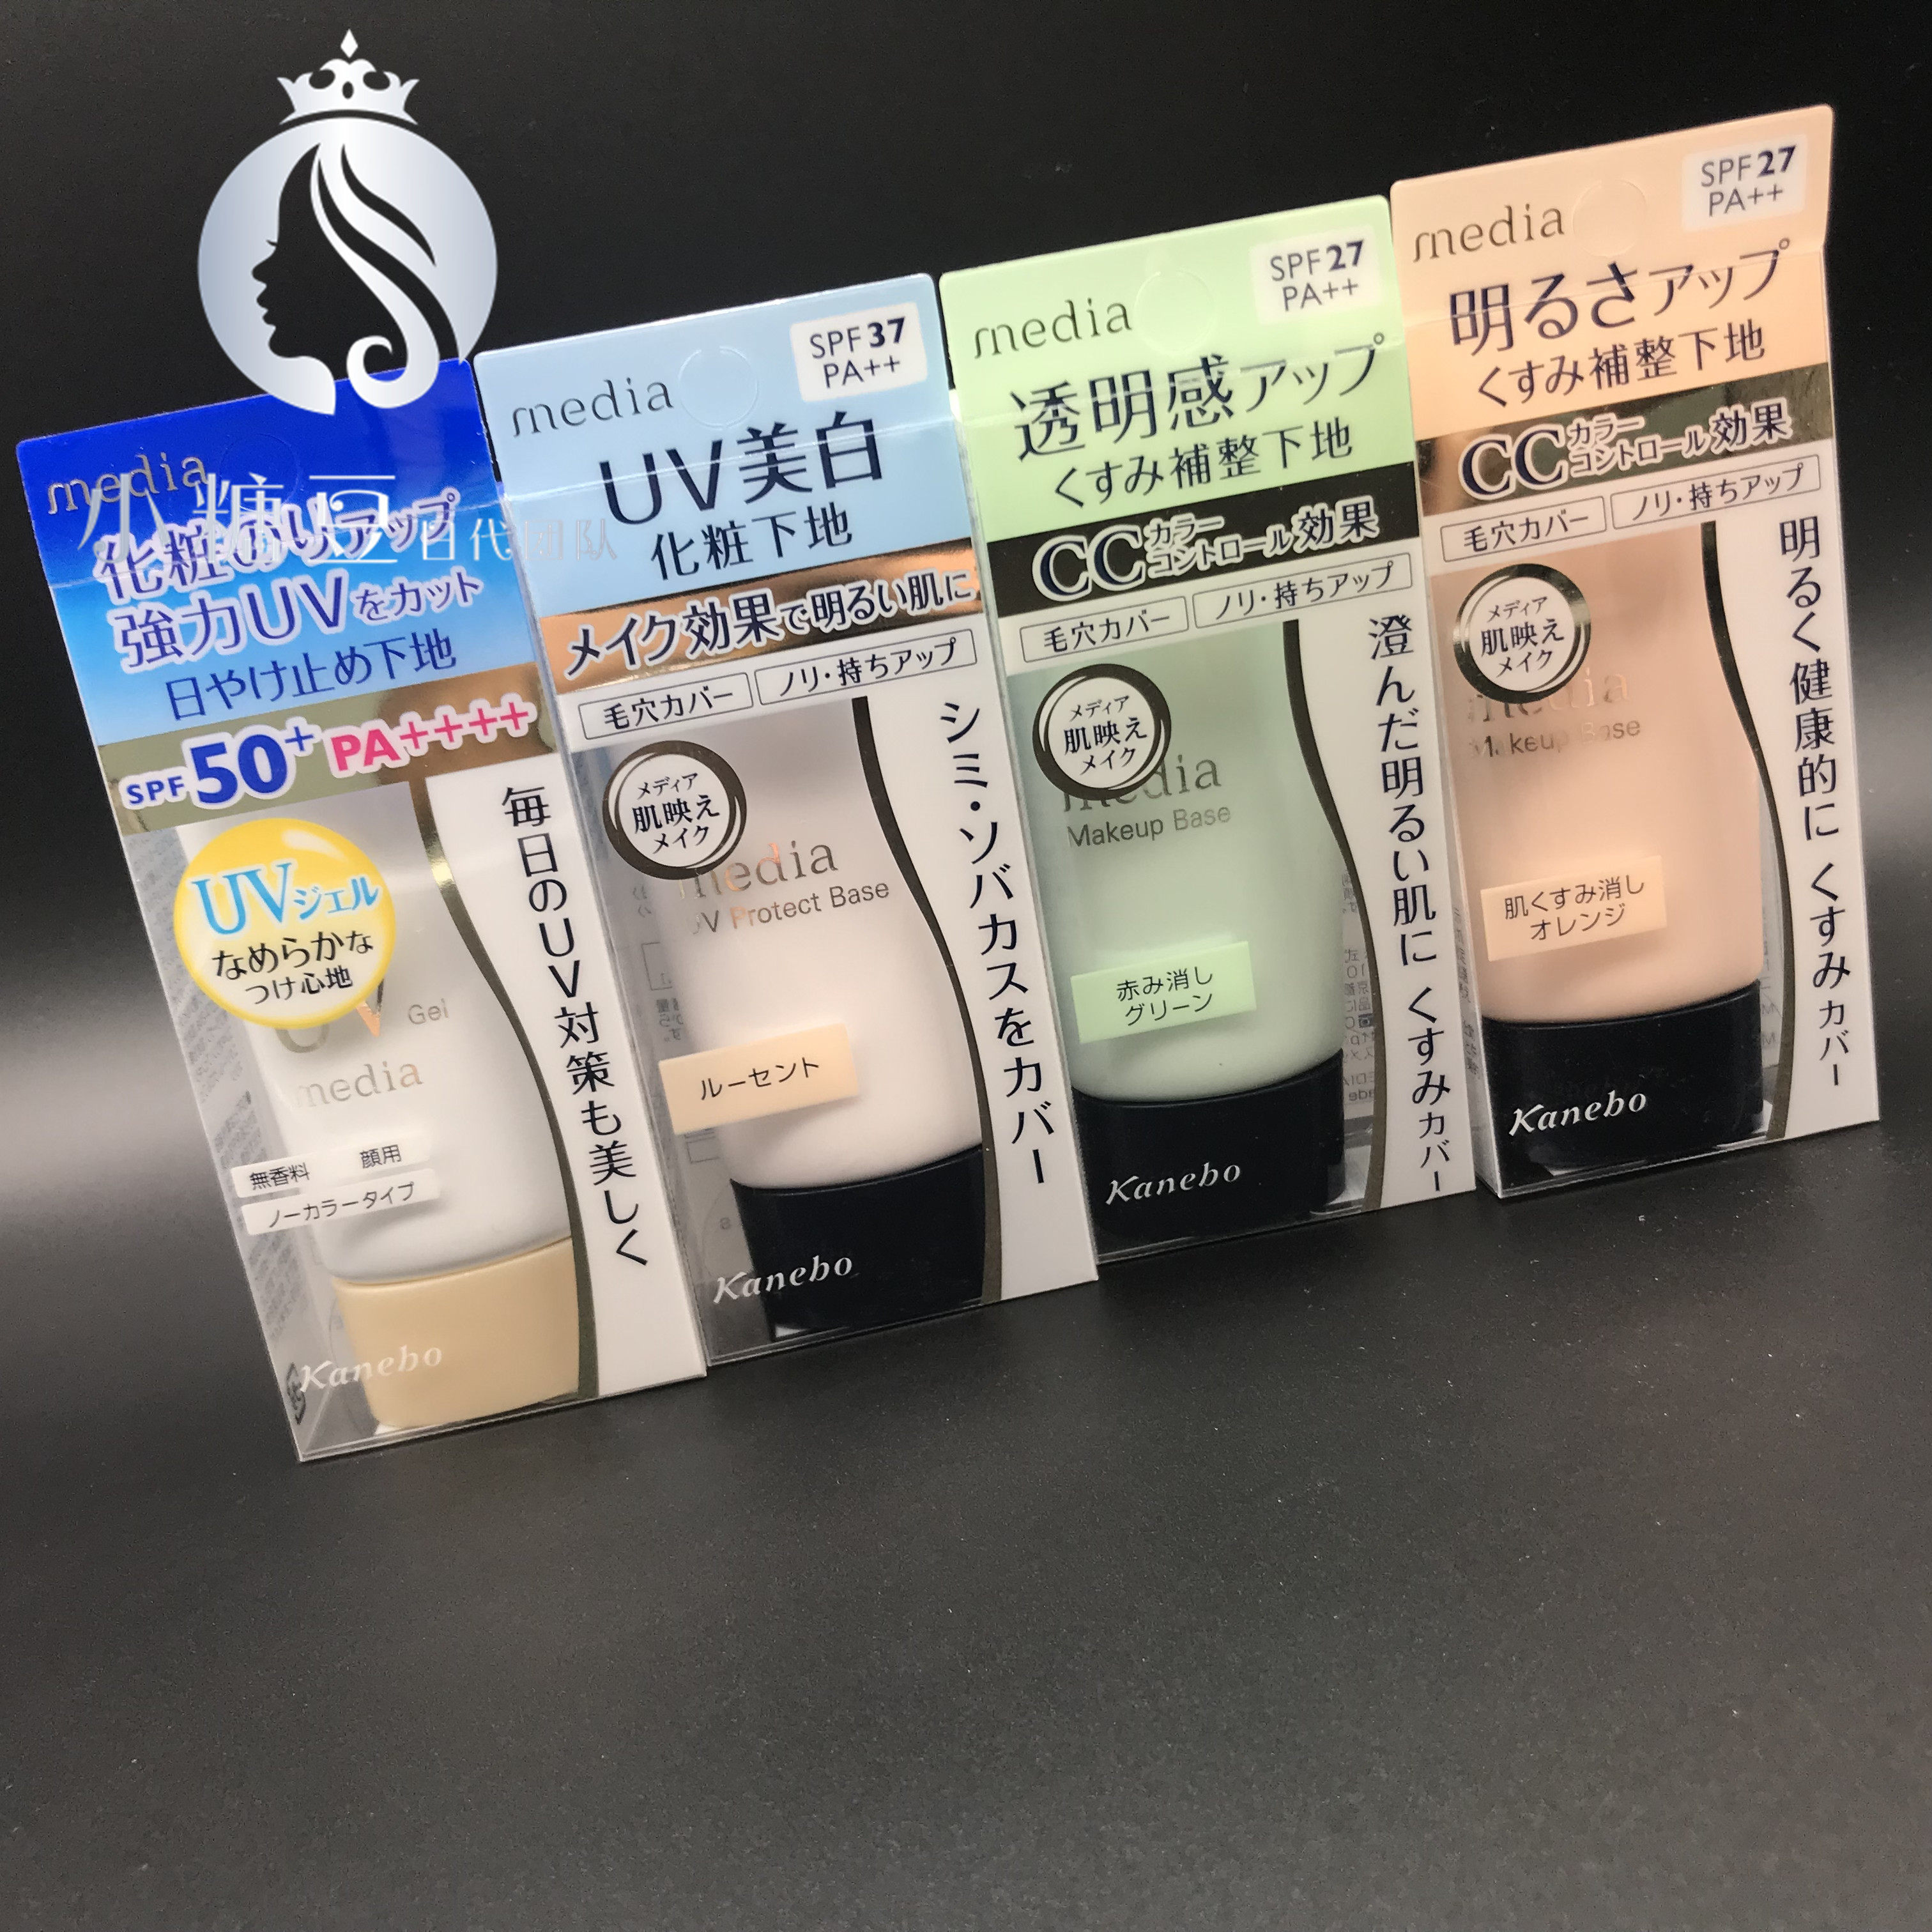 小糖豆日代团队
media
化粧のりアップ
強力UVをカット
日やけ止め下地
SPF50+ PA++++
UVジェル
なめらかな
つけ心地
毎日のUV対策も美しく
UV Gel
media
無香料 顔用
ノーカラータイプ
Kanebo
media
SPF37
PA++
UV美白
化粧下地
メイク効果で明るい肌に
毛穴カバー ノリ・持ちアップ
メディア
肌映え
メイク
シミ・ソバカスをカバー
media
UV Protect Base
ルーセント
Kanebo
media
SPF27
PA++
透明感アップ
くすみ補整下地
CCカラーコントロール効果
毛穴カバー ノリ・持ちアップ
メディア
肌映え
メイク
澄んだ明るい肌に くすみカバー
media
Makeup Base
赤み消し
グリーン
Kanebo
media
SPF27
PA++
明るさアップ
くすみ補整下地
CCカラーコントロール効果
毛穴カバー ノリ・持ちアップ
メディア
肌映え
メイク
明るく健康的に くすみカバー
media
Makeup Base
肌くすみ消し
オレンジ
Kanebo